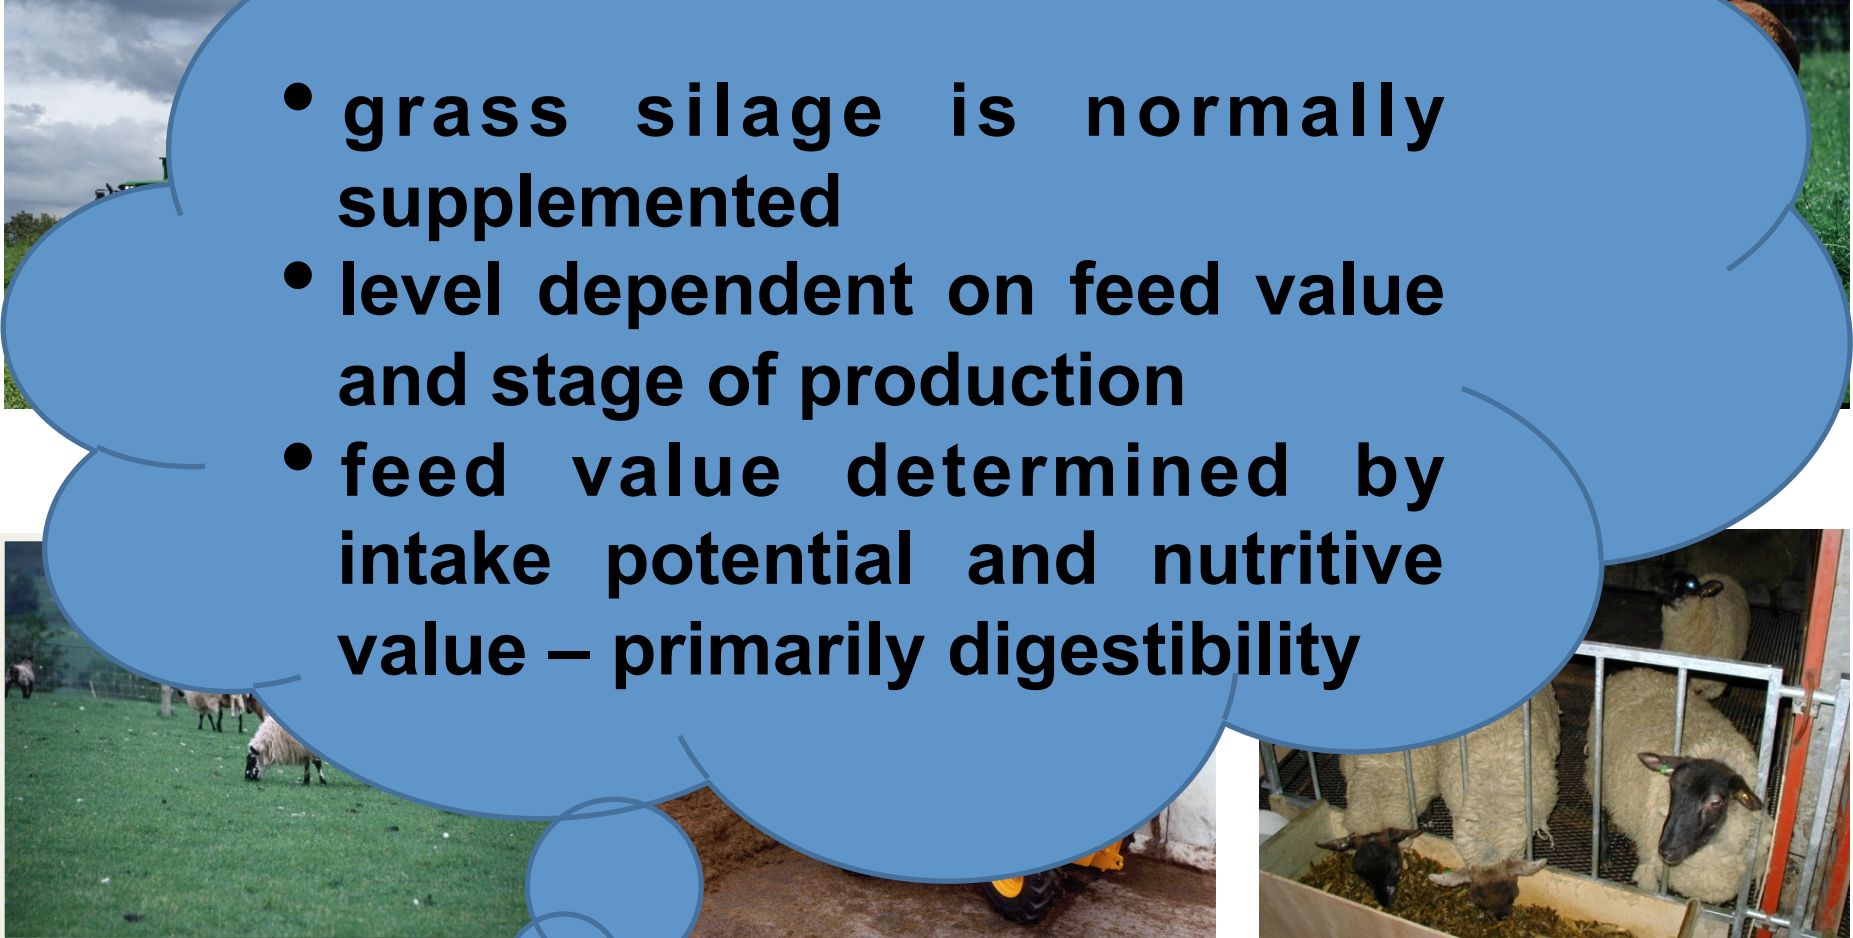 • grass silage is normally
supplemented
• level dependent on feed value
and stage of production
• feed value determined by
intake potential and nutritive
value – primarily digestibility